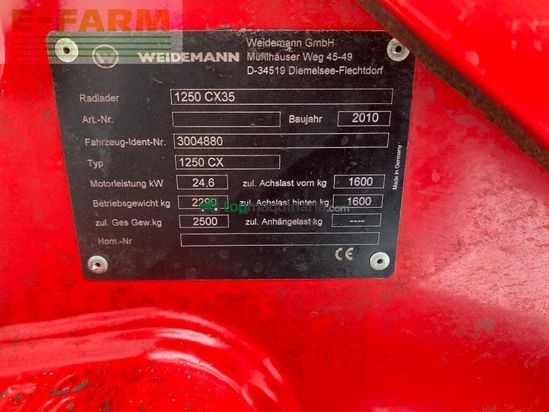 E-FARM
WEIDEMANN
Weidemann GmbH
Mühlhäuser Weg 45-49
D-34519 Diemelsee-Flechtdorf
Radlader 1250 CX35
Art.-Nr. Baujahr 2010
Fahrzeug-Ident-Nr. 3004880
Typ 1250 CX
Motorleistung kW 24,6 zul. Achslast vorn kg 1600
Betriebsgewicht kg zul. Achslast hinten kg 1600
zul. Ges Gew.kg 2500 zul. Anhängelast kg ----
Hom.-Nr
CE
Made in Germany